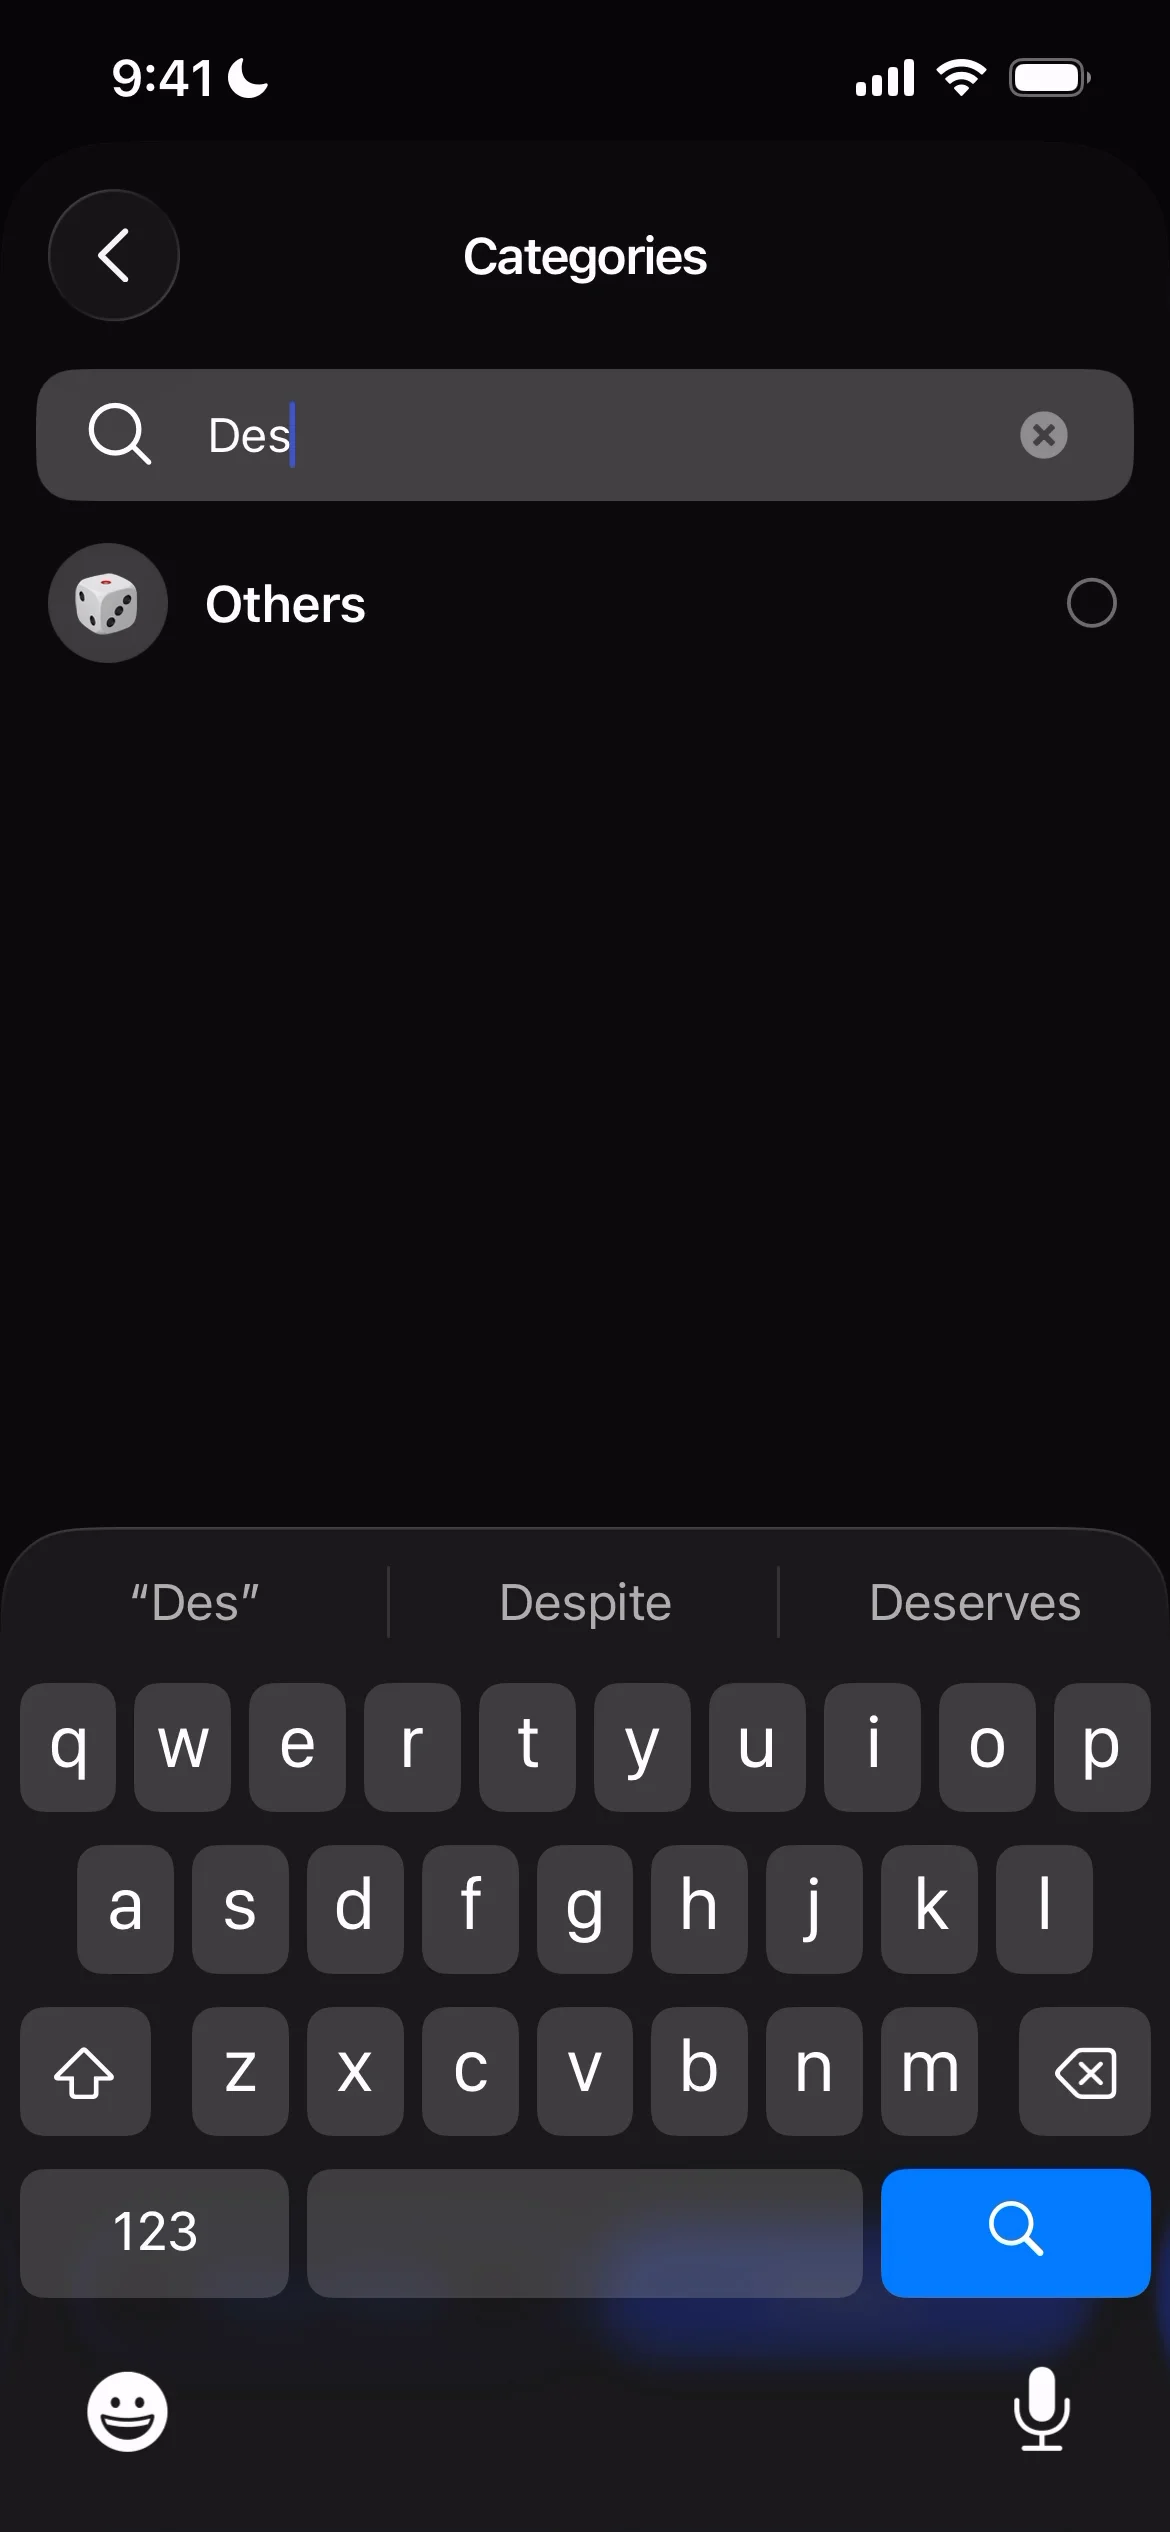 9:41
Categories
Des
Others
“Des” Despite Deserves
q w e r t y u i o p
a s d f g h j k l
z x c v b n m
123